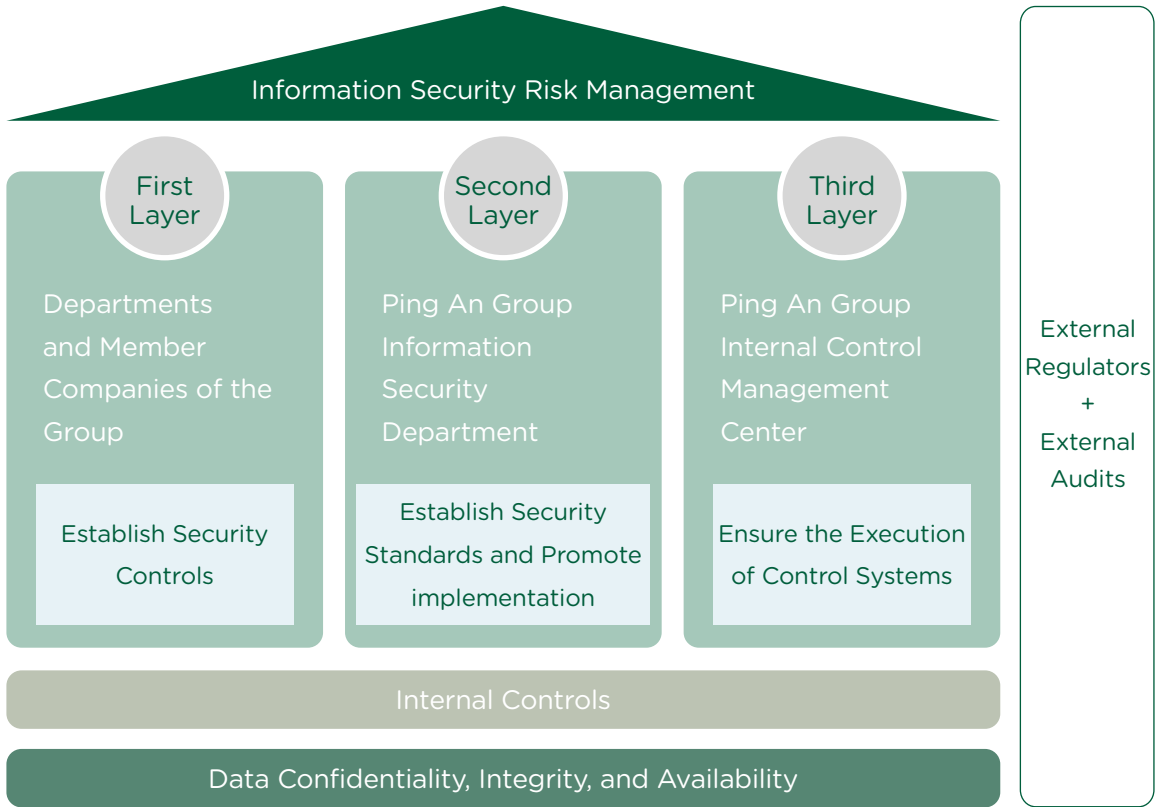 Information Security Risk Management
First
Layer
Departments
and Member
Companies of the
Group
Establish Security
Controls
Second
Layer
Ping An Group
Information
Security
Department
Establish Security
Standards and Promote
implementation
Third
Layer
Ping An Group
Internal Control
Management
Center
Ensure the Execution
of Control Systems
Internal Controls
Data Confidentiality, Integrity, and Availability
External
Regulators
+
External
Audits